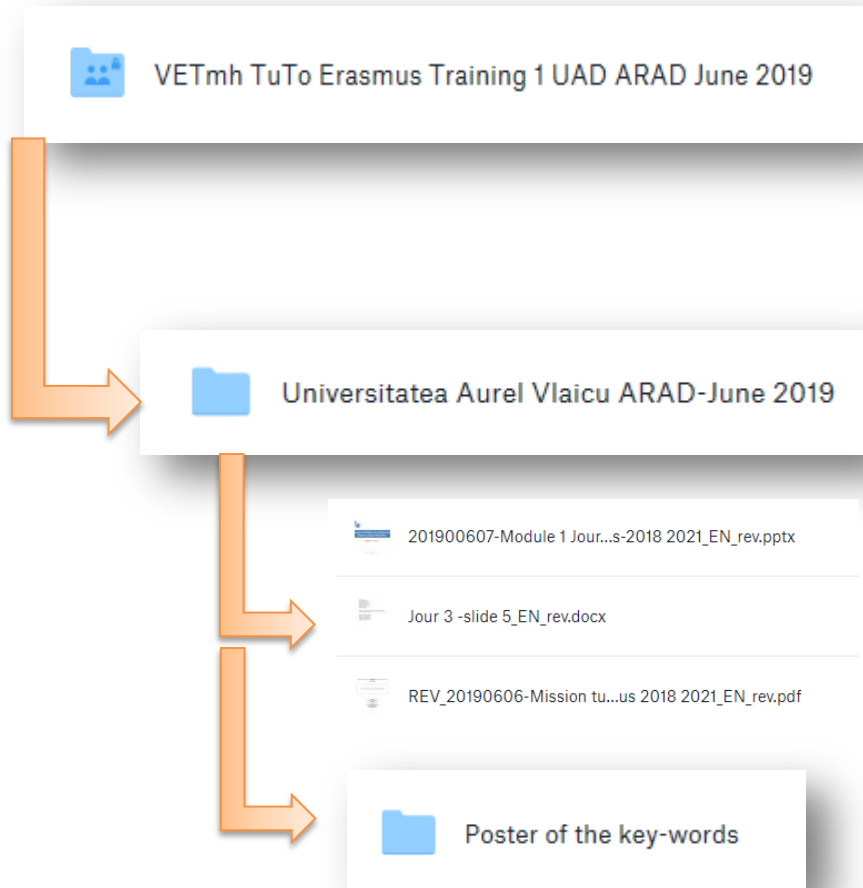 VETmh TuTo Erasmus Training 1 UAD ARAD June 2019
Universitatea Aurel Vlaicu ARAD-June 2019
201900607-Module 1 Jour...s-2018 2021_EN_rev.pptx
Jour 3 -slide 5_EN_rev.docx
REV_20190606-Mission tu...us 2018 2021_EN_rev.pdf
Poster of the key-words